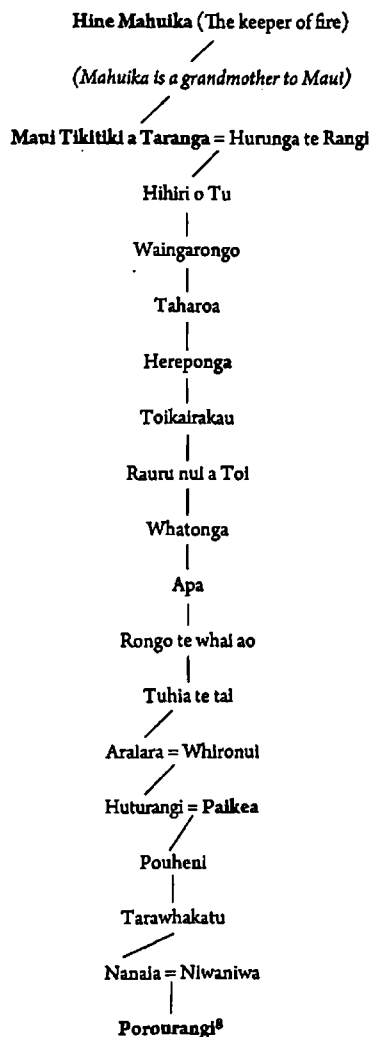 Hine Mahuika (The keeper of fire)
(Mahuika is a grandmother to Maui)
Maui Tikitiki a Taranga = Hurunga te Rangi
Hihiri o Tu
Waingarongo
Taharoa
Hereponga
Toikairakau
Rauru nui a Toi
Whatonga
Apa
Rongo te whai ao
Tuhia te tai
Araiara = Whironui
Huturangi = Paikea
Pouheni
Tarawhakatu
Nanaia = Niwaniwa
Porourangi⁸